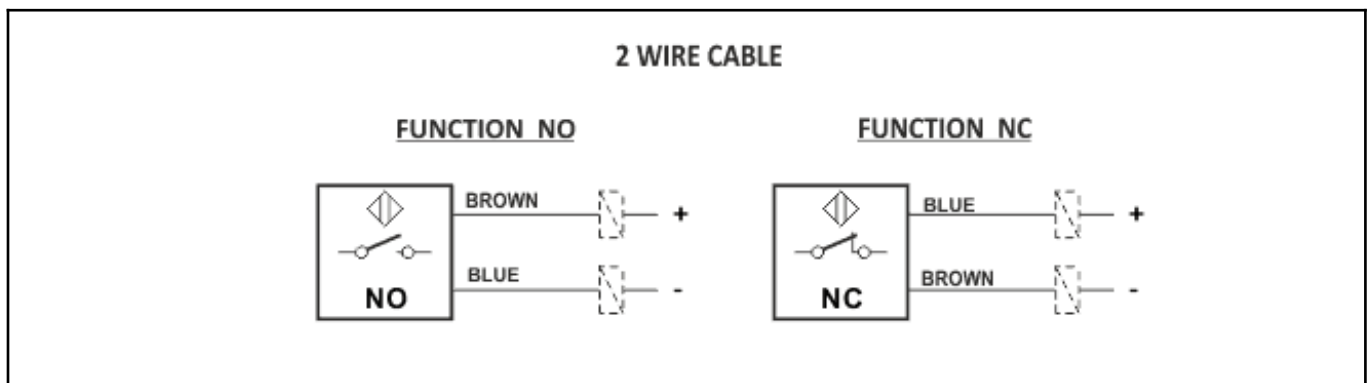 2 WIRE CABLE
FUNCTION NO
FUNCTION NC
BROWN
+
BLUE
-
NO
BLUE
+
BROWN
-
NC